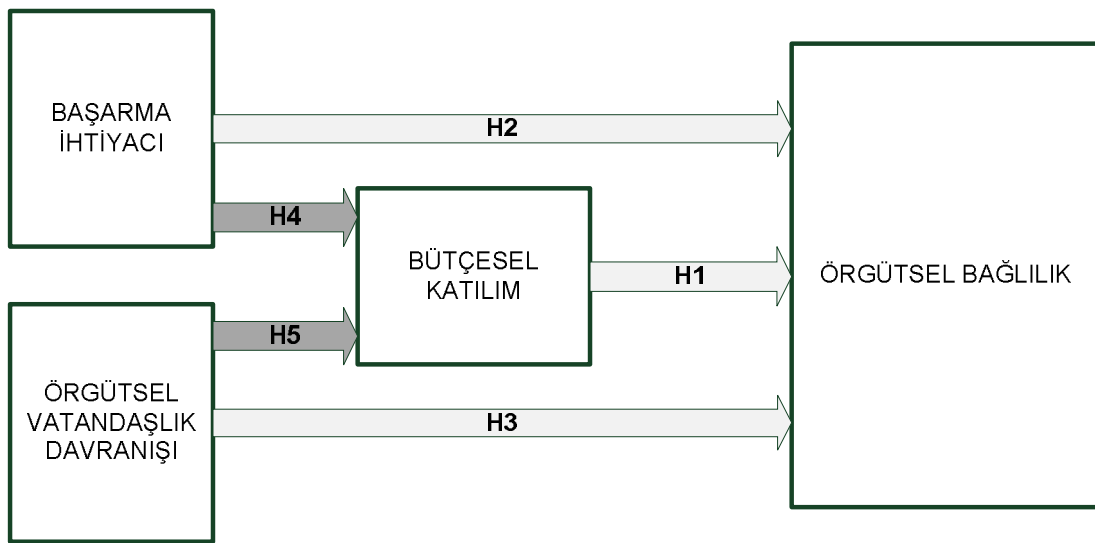 BAŞARMA
İHTİYACI
H2
H4
BÜTÇESEL
KATILIM
H1
ÖRGÜTSEL BAĞLILIK
H5
ÖRGÜTSEL
VATANDAŞLIK
DAVRANIŞI
H3